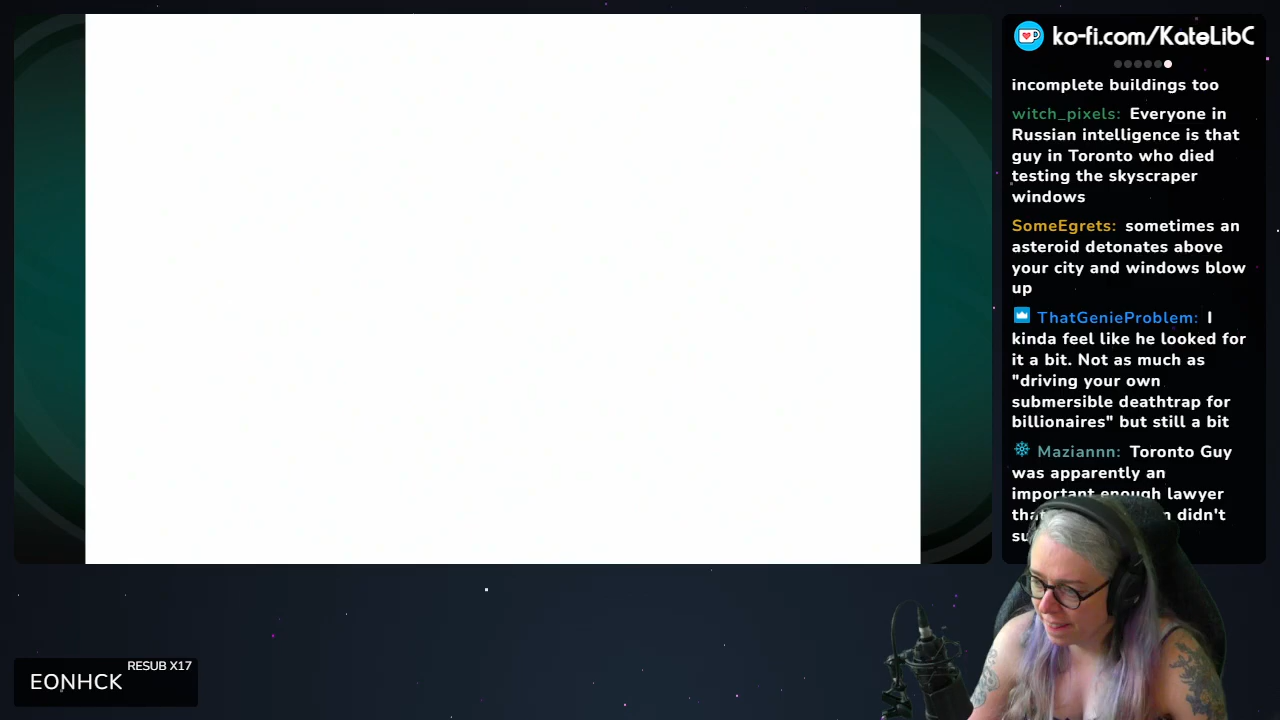 ko-fi.com/KateLibC
incomplete buildings too
witch_pixels: Everyone in
Russian intelligence is that
guy in Toronto who died
testing the skyscraper
windows
SomeEgrets: sometimes an
asteroid detonates above
your city and windows blow
up
ThatGenieProblem: I
kinda feel like he looked for
it a bit. Not as much as
"driving your own
submersible deathtrap for
billionaires" but still a bit
Maziannn: Toronto Guy
was apparently an
important enough lawyer
didn't
RESUB X17
EONHCK